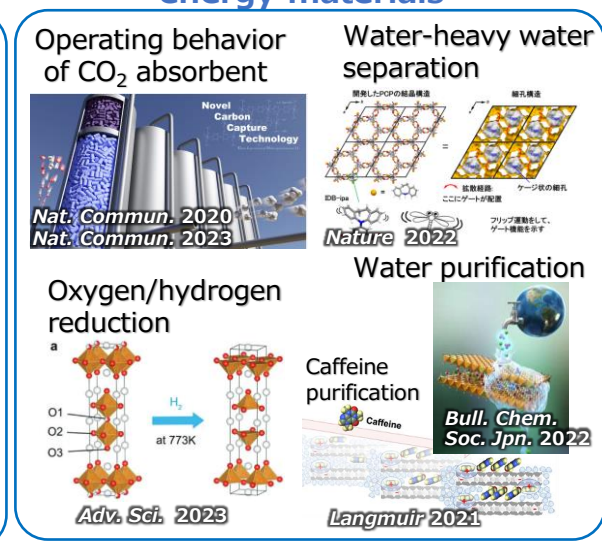 energy materials
Operating behavior
of CO₂ absorbent
Novel
Carbon
Capture
Technology
Nat. Commun. 2020
Nat. Commun. 2023
Water-heavy water
separation
開発したPCPの結晶構造
細孔構造
=
IDB-ipa
=
拡散経路:
ここにゲートが配置
ケージ状の細孔
フリップ運動をして、
ゲート機能を示す
Nature 2022
Oxygen/hydrogen
reduction
a
O1
O2
O3
H₂
at 773K
Adv. Sci. 2023
Caffeine
purification
Caffeine
Langmuir 2021
Water purification
Bull. Chem.
Soc. Jpn. 2022